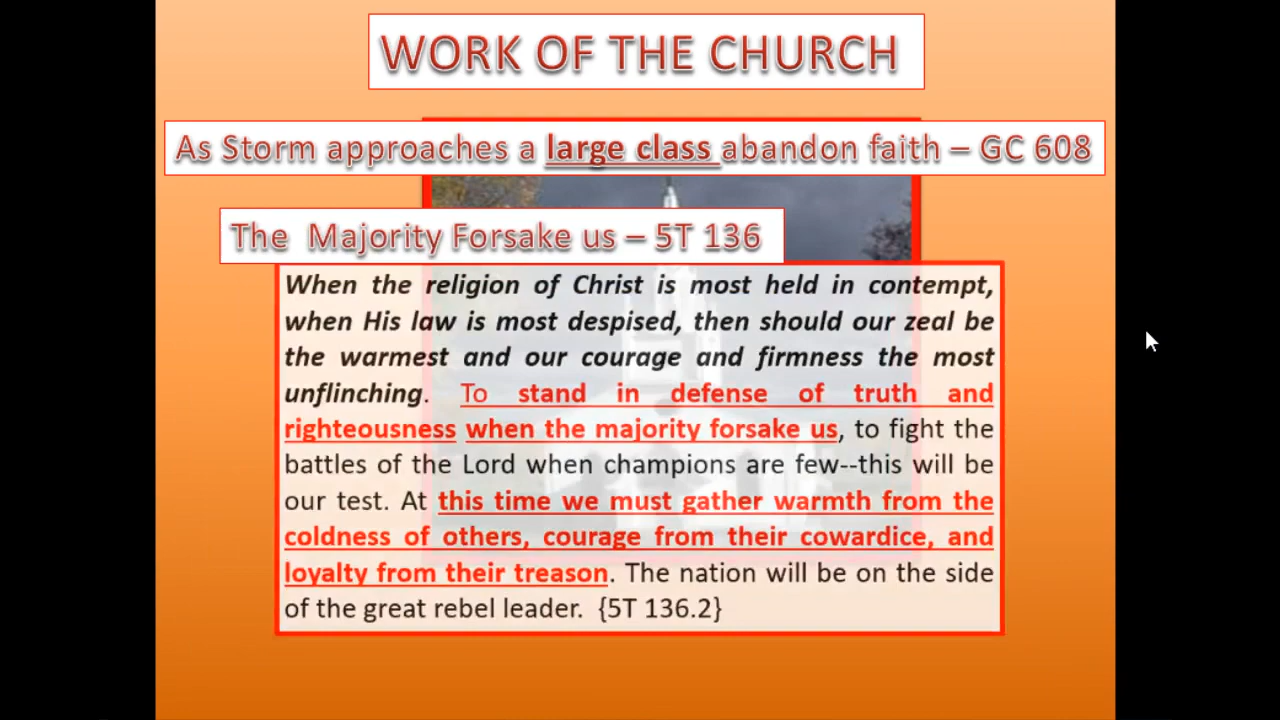 WORK OF THE CHURCH
As Storm approaches a large class abandon faith – GC 608
The Majority Forsake us – 5T 136
When the religion of Christ is most held in contempt,
when His law is most despised, then should our zeal be
the warmest and our courage and firmness the most
unflinching. To stand in defense of truth and
righteousness when the majority forsake us, to fight the
battles of the Lord when champions are few--this will be
our test. At this time we must gather warmth from the
coldness of others, courage from their cowardice, and
loyalty from their treason. The nation will be on the side
of the great rebel leader. {5T 136.2}